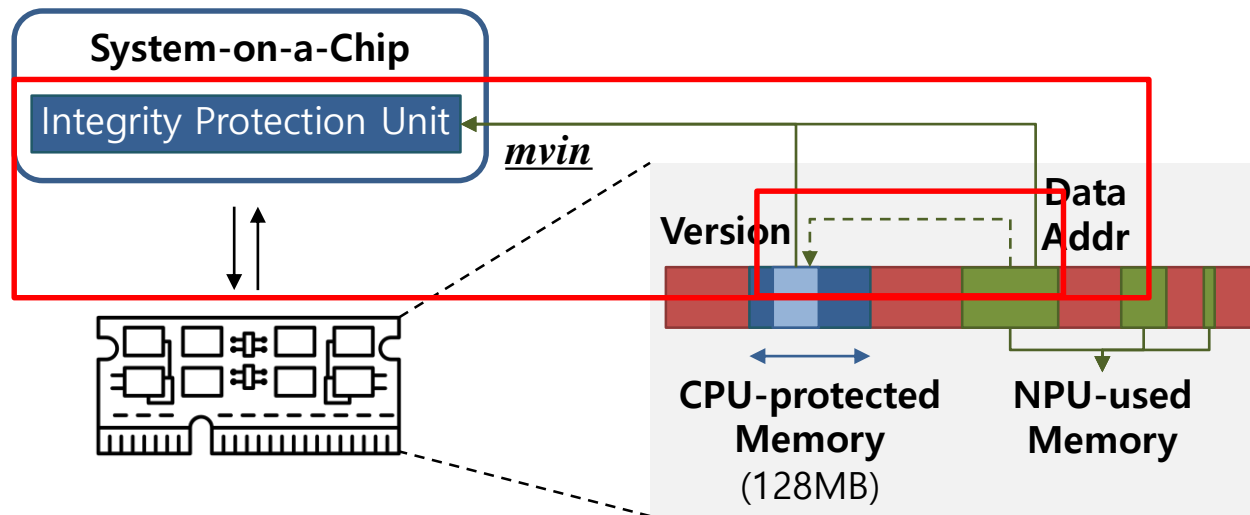 System-on-a-Chip
Integrity Protection Unit
mvin
Version
Data
Addr
CPU-protected
Memory
(128MB)
NPU-used
Memory